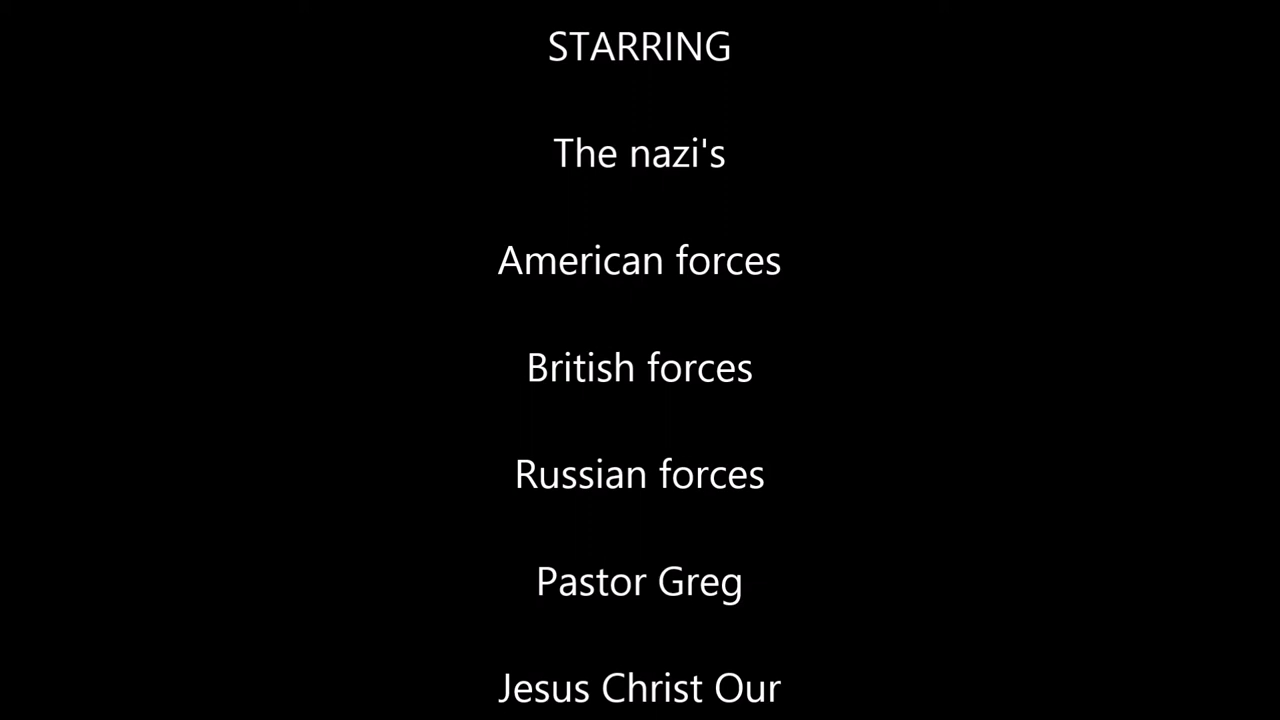 STARRING
The nazi's
American forces
British forces
Russian forces
Pastor Greg
Jesus Christ Our